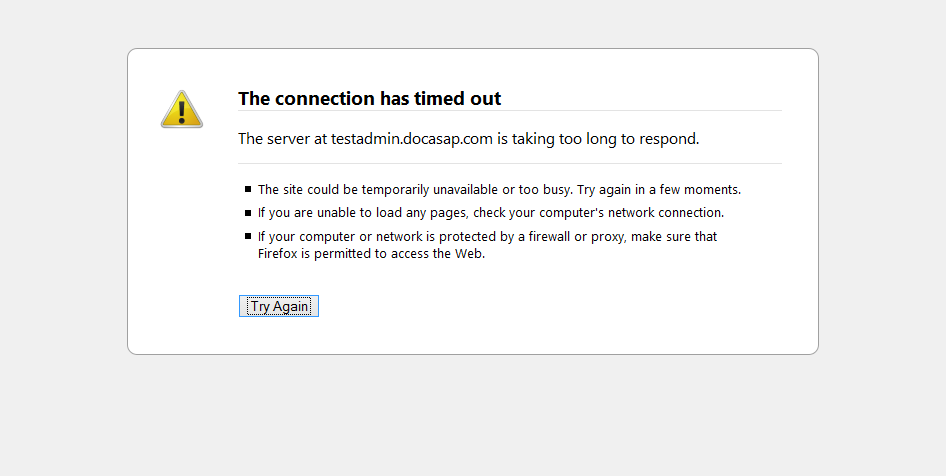 The connection has timed out
The server at testadmin.docasap.com is taking too long to respond.
The site could be temporarily unavailable or too busy. Try again in a few moments.
If you are unable to load any pages, check your computer's network connection.
If your computer or network is protected by a firewall or proxy, make sure that
Firefox is permitted to access the Web.
Try Again